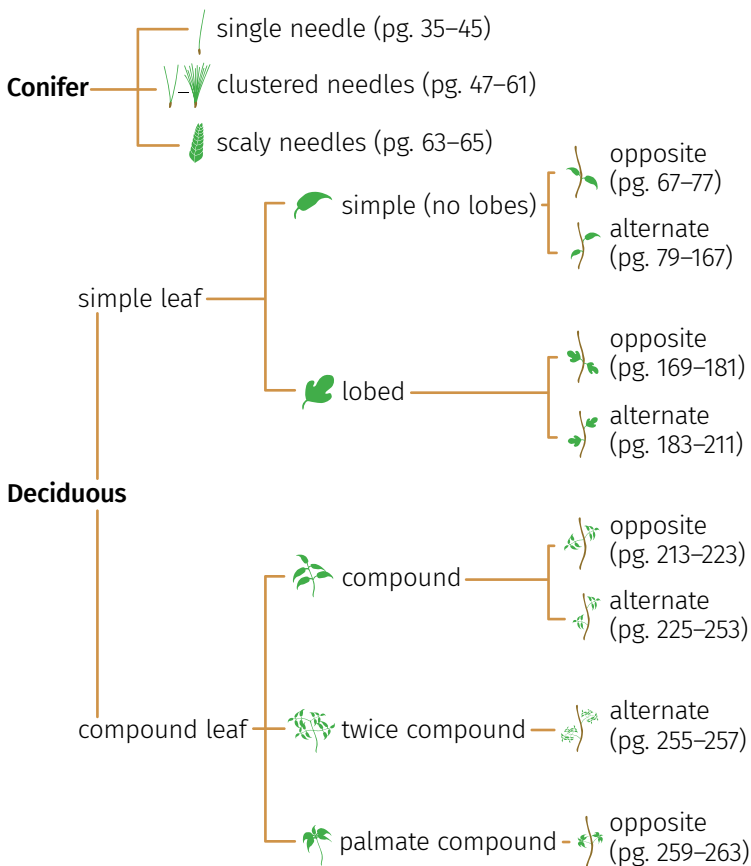 Conifer
single needle (pg. 35–45)
clustered needles (pg. 47–61)
scaly needles (pg. 63–65)
Deciduous
simple leaf
simple (no lobes)
opposite
(pg. 67–77)
alternate
(pg. 79–167)
lobed
opposite
(pg. 169–181)
alternate
(pg. 183–211)
compound leaf
compound
opposite
(pg. 213–223)
alternate
(pg. 225–253)
twice compound
alternate
(pg. 255–257)
palmate compound
opposite
(pg. 259–263)